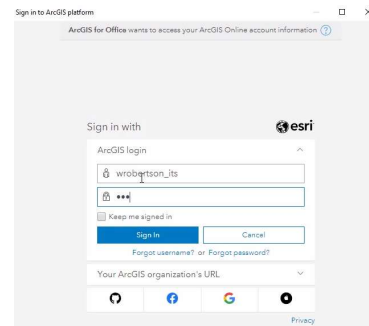 Sign in to ArcGIS platform
ArcGIS for Office wants to access your ArcGIS Online account information ?
Sign in with esri
ArcGIS login
wrobertson_its
•••
Keep me signed in
Sign In Cancel
Forgot username? or Forgot password?
Your ArcGIS organization's URL
G
Privacy